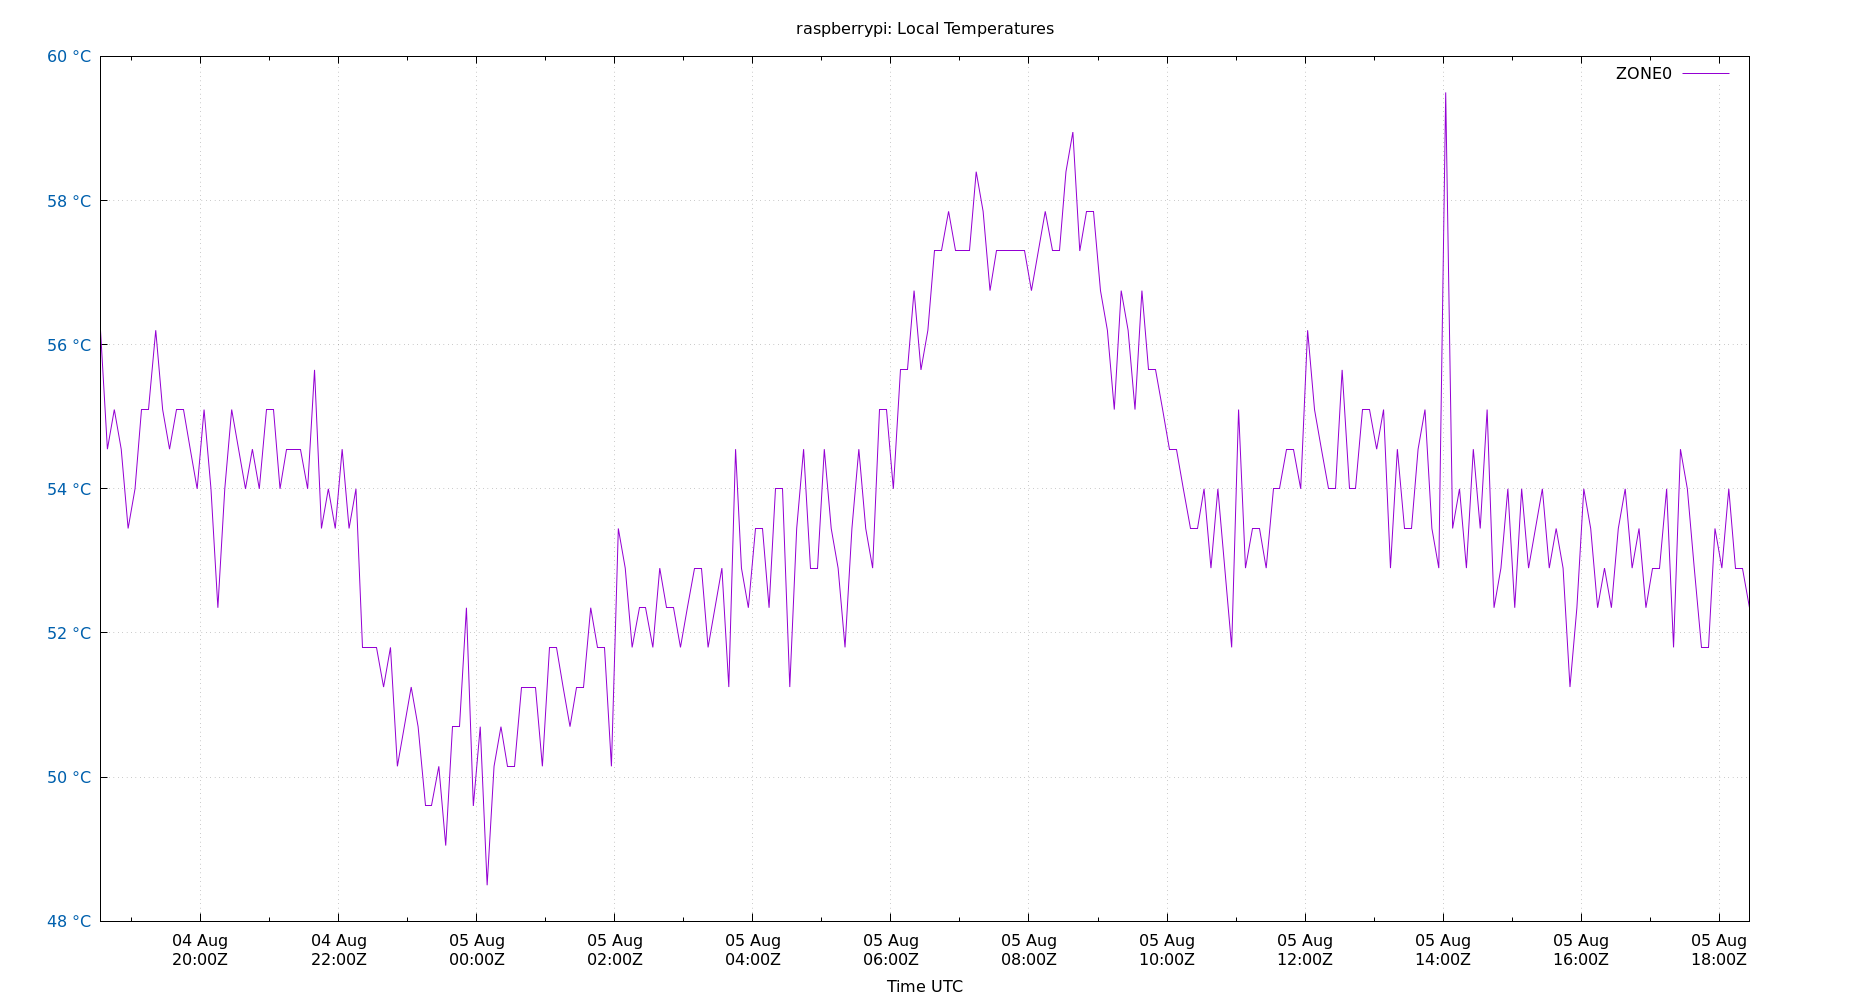 raspberrypi: Local Temperatures
60 °C
ZONE0
58 °C
56 °C
54 °C
52 °C
50 °C
48 °C
04 Aug 04 Aug 05 Aug 05 Aug 05 Aug 05 Aug 05 Aug 05 Aug 05 Aug 05 Aug 05 Aug 05 Aug
20:00Z 22:00Z 00:00Z 02:00Z 04:00Z 06:00Z 08:00Z 10:00Z 12:00Z 14:00Z 16:00Z 18:00Z
Time UTC